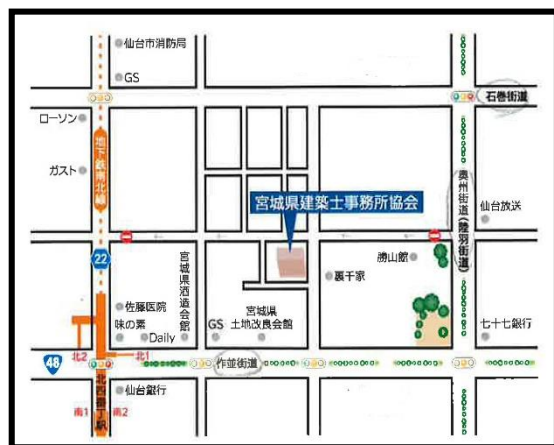 仙台市消防局
GS
石巻街道
ローソン
地下鉄南北線
ガスト
奥州街道(陸羽街道)
仙台放送
宮城県建築士事務所協会
22
宮城県酒造会館
勝山館
裏千家
佐藤医院
味の素
Daily
GS
宮城県
土地改良会館
七十七銀行
北2
北1
48
作並街道
北四番丁駅
仙台銀行
南1
南2